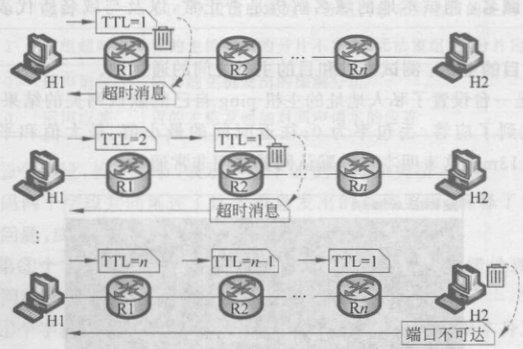 TTL=1
H1 R1 R2 ... Rn H2
超时消息
TTL=2 TTL=1
H1 R1 R2 ... Rn H2
超时消息
⋮
TTL=n TTL=n-1 TTL=1
H1 R1 R2 ... Rn H2
端口不可达